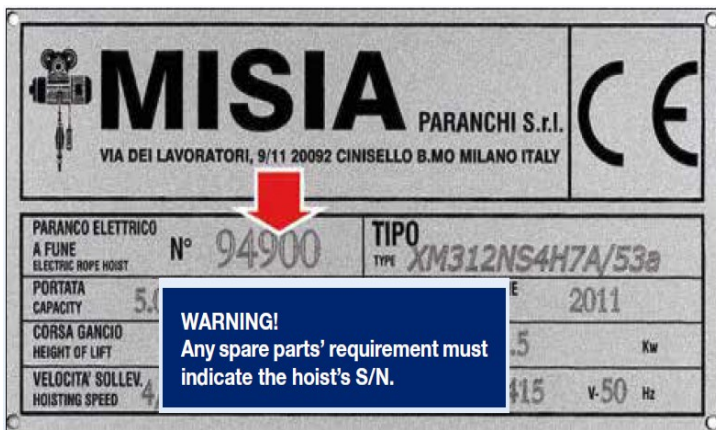 MISIA
PARANCHI S.r.l.
VIA DEI LAVORATORI, 9/11 20092 CINISELLO B.MO MILANO ITALY
CE
PARANCO ELETTRICO
A FUNE
ELECTRIC ROPE HOIST
N° 94900
TIPO
TYPE XM312NS4H7A/53a
PORTATA
CAPACITY
2011
CORSA GANCIO
HEIGHT OF LIFT
Kw
VELOCITA' SOLLEV.
HOISTING SPEED
415 V-50 Hz
WARNING!
Any spare parts' requirement must
indicate the hoist's S/N.